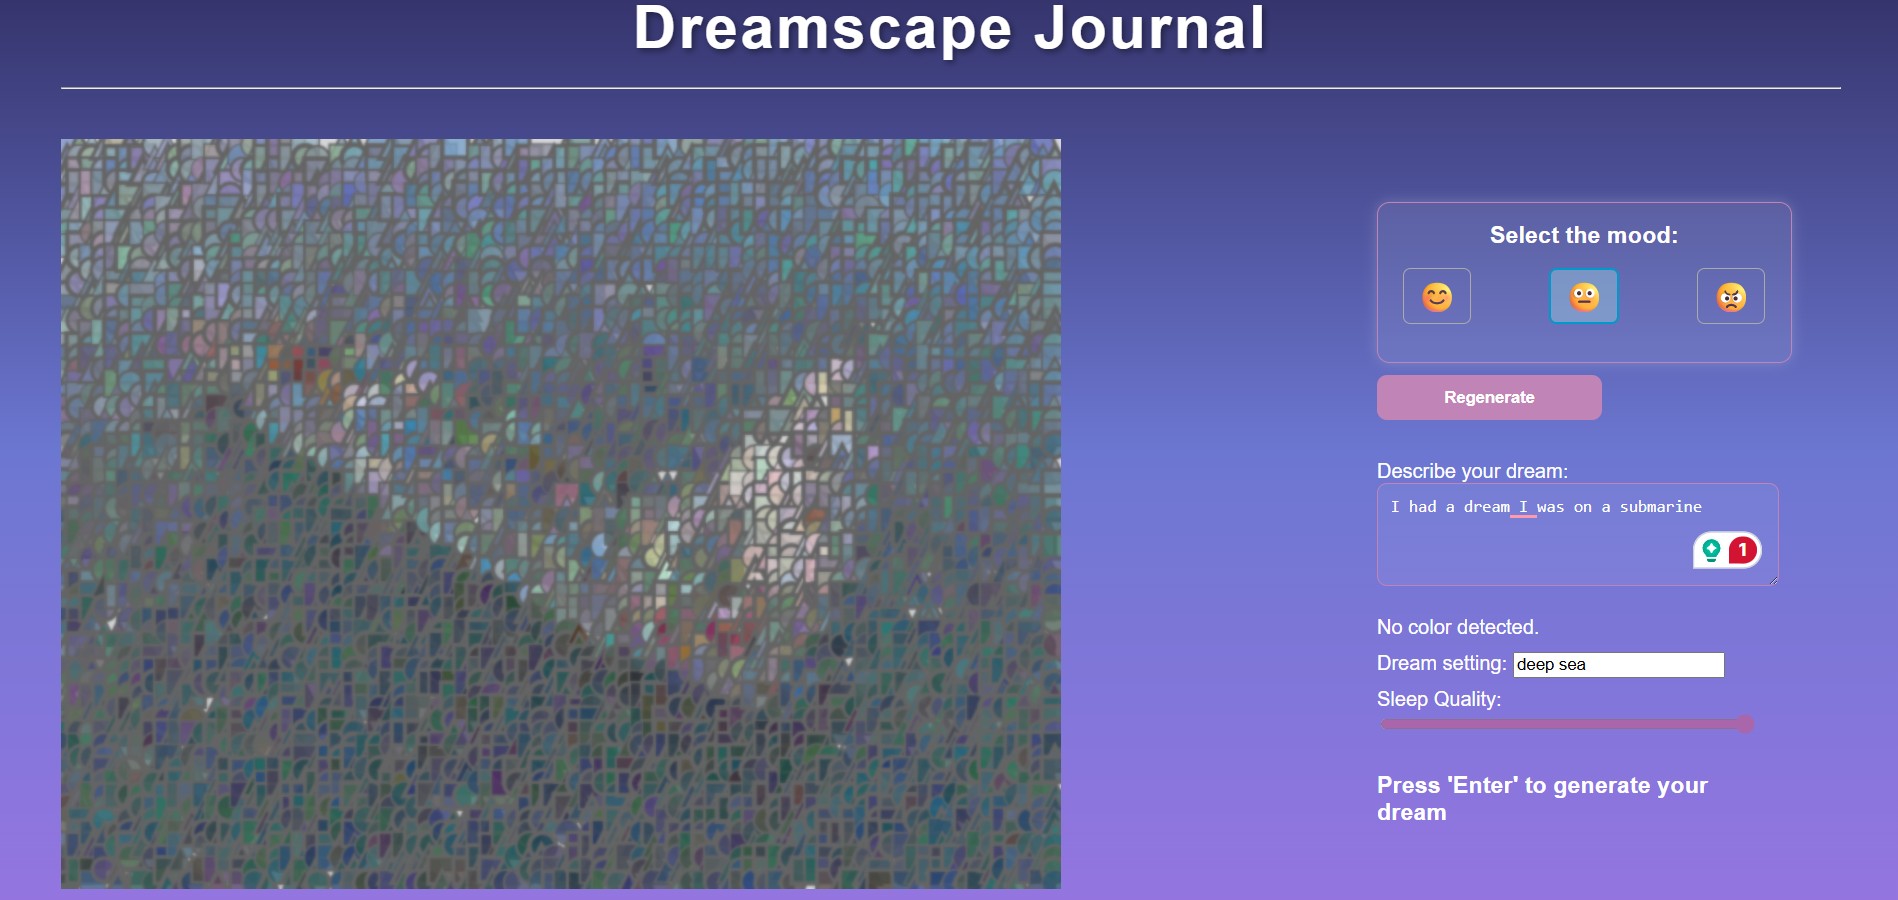 Dreamscape Journal
Select the mood:
Regenerate
Describe your dream:
I had a dream I was on a submarine
1
No color detected.
Dream setting: deep sea
Sleep Quality:
Press 'Enter' to generate your
dream